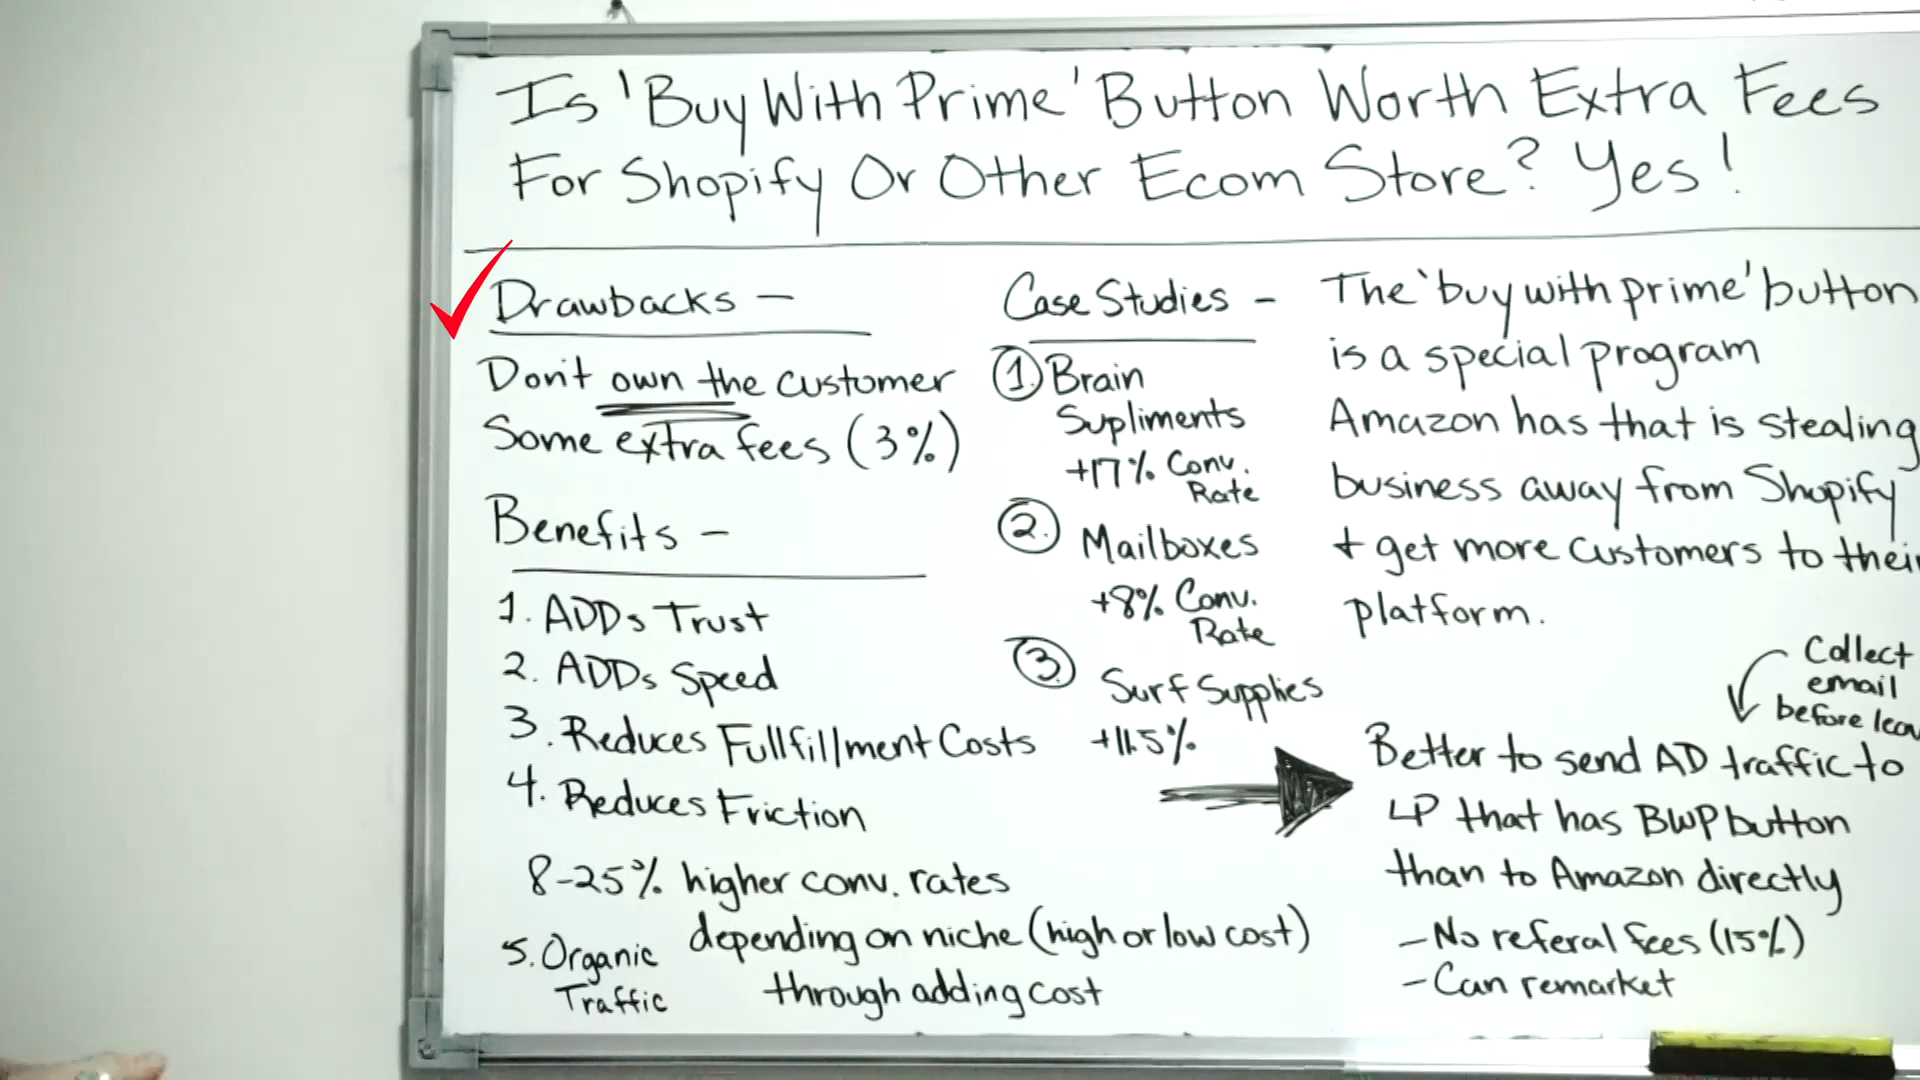 Is 'Buy With Prime' Button Worth Extra Fees
For Shopify Or Other Ecom Store? Yes!
Drawbacks -
Don't own the customer
Some extra fees (3%)
Benefits -
1. ADDs Trust
2. ADDs Speed
3. Reduces Fullfillment Costs
4. Reduces Friction
8-25% higher conv. rates
depending on niche (high or low cost)
through adding cost
5. Organic
Traffic
Case Studies -
1. Brain
Supliments
+17% Conv.
Rate
2.
Mailboxes
+8% Conv.
Rate
3.
Surf Supplies
+11.5%
The 'buy with prime' button
is a special program
Amazon has that is stealing
business away from Shopify
+ get more customers to their
platform.
Collect
email
before leav
Better to send AD traffic to
LP that has BWP button
than to Amazon directly
- No referal fees (15%)
- Can remarket